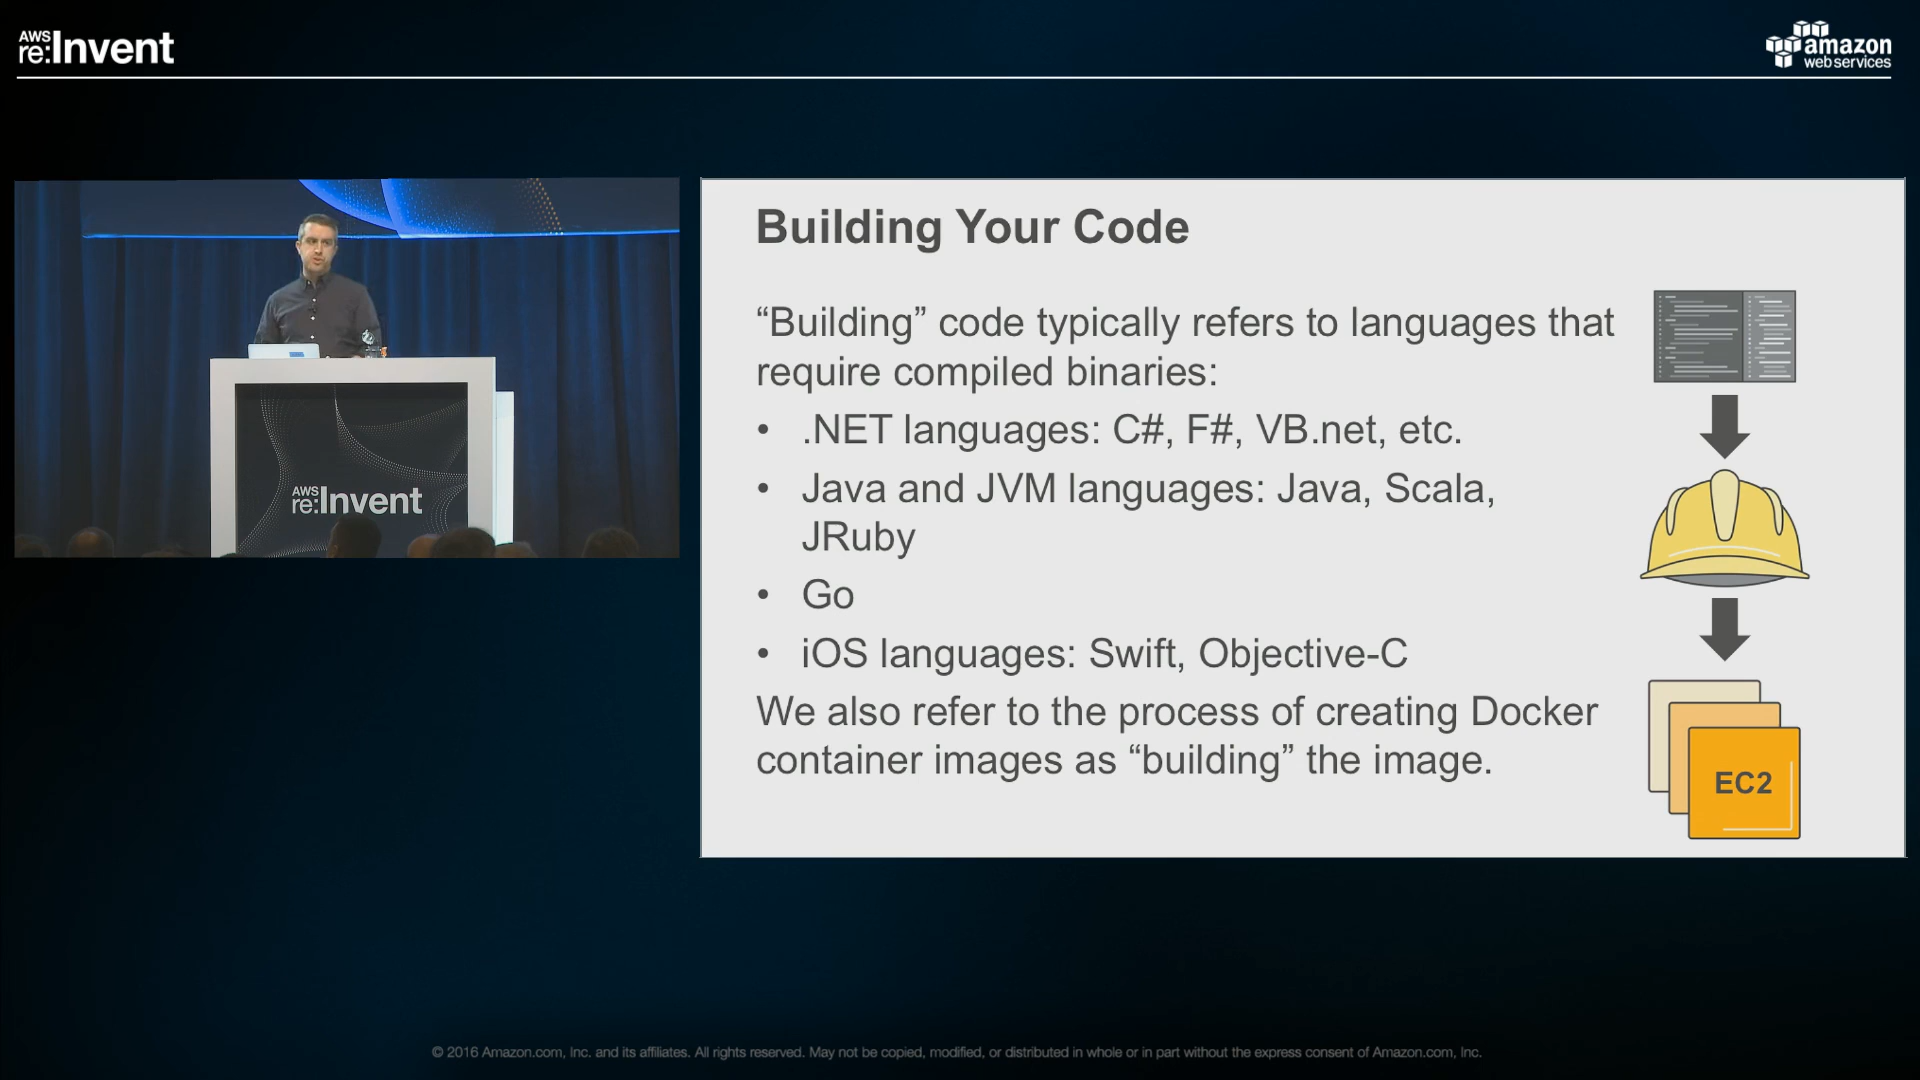 AWS
re:Invent
amazon
web services
AWS
re:Invent
Building Your Code
“Building” code typically refers to languages that
require compiled binaries:
• .NET languages: C#, F#, VB.net, etc.
• Java and JVM languages: Java, Scala,
JRuby
• Go
• iOS languages: Swift, Objective-C
We also refer to the process of creating Docker
container images as “building” the image.
EC2
© 2016 Amazon.com, Inc. and its affiliates. All rights reserved. May not be copied, modified, or distributed in whole or in part without the express consent of Amazon.com, Inc.